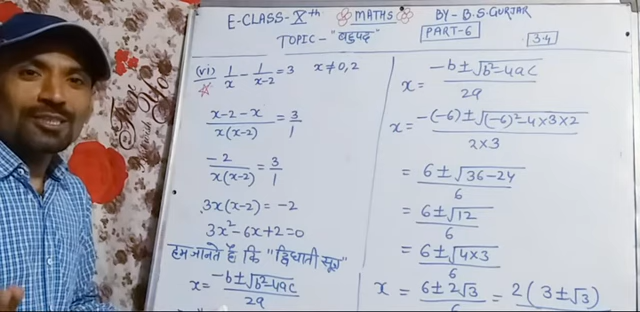 E-CLASS-Xth MATHS BY- B.S.GURJAR
TOPIC- "बहुपद" PART-6 3.4
(vi) 1/x - 1/(x-2) = 3 x≠0,2
(x-2-x)/(x(x-2)) = 3/1
-2/(x(x-2)) = 3/1
3x(x-2) = -2
3x²-6x+2=0
हम जानते हैं कि "द्विघाती सूत्र"
x = (-b±√(b²-4ac))/2a
x = (-b±√(b²-4ac))/2a
x = (-(-6)±√((-6)²-4×3×2))/(2×3)
= (6±√(36-24))/6
= (6±√12)/6
= (6±√(4×3))/6
x = (6±2√3)/6 = 2(3±√3)